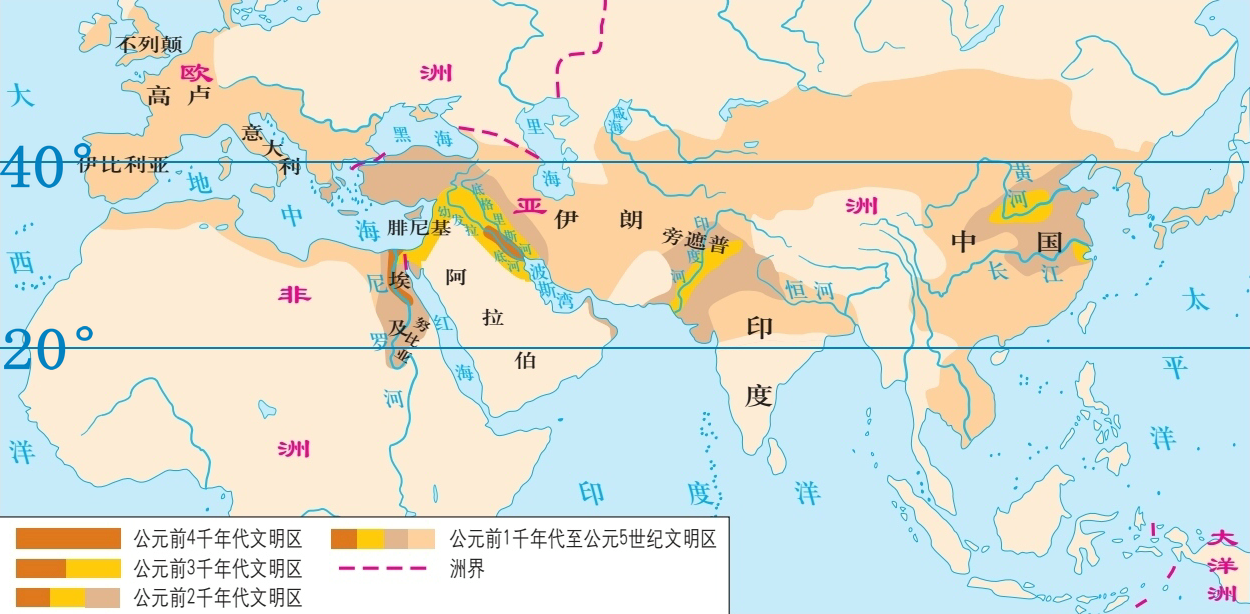 不列颠
欧
洲
大
高卢
里
咸海
黑海
意大利
40°
伊比利亚
地中海
海
底格里斯河
幼发拉底河
亚
洲
黄河
伊朗
印度河
旁遮普
腓尼基
中国
长江
西
尼罗河
埃及
努比亚
阿拉伯
波斯湾
恒河
非
洲
太平洋
红海
20°
印度
洋
印度洋
公元前4千年代文明区
公元前3千年代文明区
公元前2千年代文明区
公元前1千年代至公元5世纪文明区
洲界
大洋洲